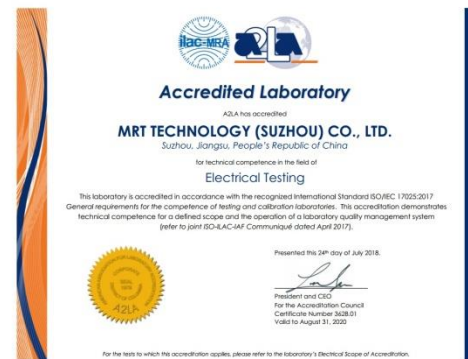 ilac-MRA
A2LA
Accredited Laboratory
A2LA has accredited
MRT TECHNOLOGY (SUZHOU) CO., LTD.
Suzhou, Jiangsu, People's Republic of China
for technical competence in the field of
Electrical Testing
This laboratory is accredited in accordance with the recognized International Standard ISO/IEC 17025:2017
General requirements for the competence of testing and calibration laboratories. This accreditation demonstrates
technical competence for a defined scope and the operation of a laboratory quality management system
(refer to joint ISO-ILAC-IAF Communiqué dated April 2017).
Presented this 24th day of July 2018.
President and CEO
For the Accreditation Council
Certificate Number 3628.01
Valid to August 31, 2020
CORPORATE
SEAL
1978
A2LA
For the tests to which this accreditation applies, please refer to the laboratory's Electrical Scope of Accreditation.